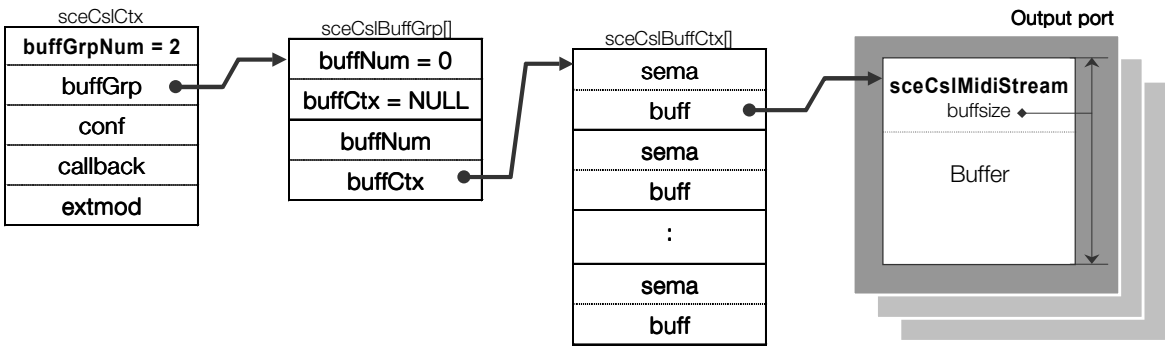 sceCslCtx
buffGrpNum = 2
buffGrp
conf
callback
extmod
sceCslBuffGrp[]
buffNum = 0
buffCtx = NULL
buffNum
buffCtx
sceCslBuffCtx[]
sema
buff
sema
buff
:
sema
buff
Output port
sceCslMidiStream
buffsize
Buffer